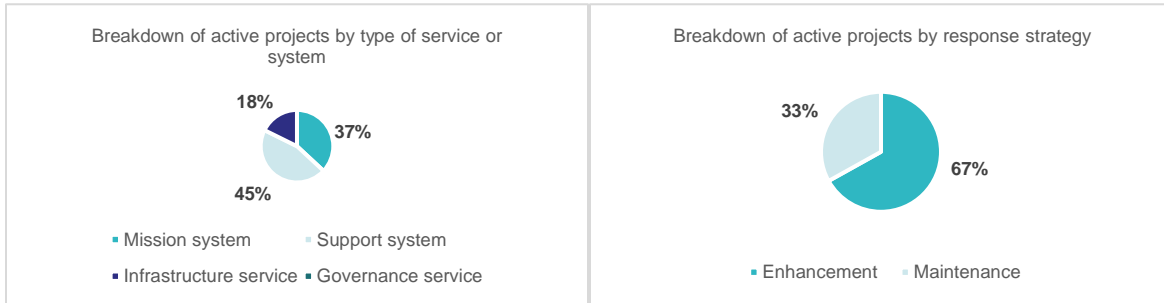 Breakdown of active projects by type of service or
system
18%
37%
45%
Mission system
Support system
Infrastructure service
Governance service
Breakdown of active projects by response strategy
33%
67%
Enhancement
Maintenance